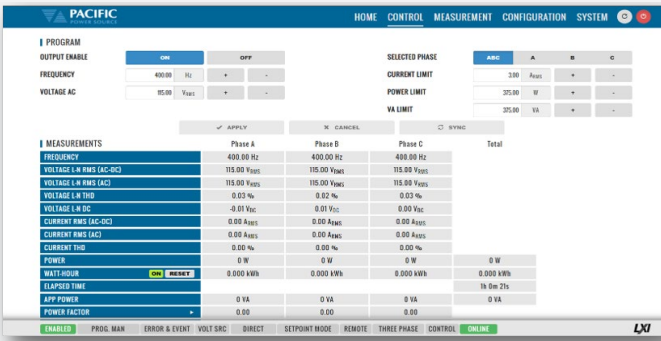 PACIFIC
POWER SOURCE
HOME CONTROL MEASUREMENT CONFIGURATION SYSTEM
PROGRAM
OUTPUT ENABLE ON OFF SELECTED PHASE ABC A B C
FREQUENCY 400.00 Hz + - CURRENT LIMIT 3.00 ARMS + -
VOLTAGE AC 115.00 VRMS + - POWER LIMIT 375.00 W + -
VA LIMIT 375.00 VA + -
✓ APPLY ✕ CANCEL SYNC
MEASUREMENTS Phase A Phase B Phase C Total
FREQUENCY 400.00 Hz 400.00 Hz 400.00 Hz
VOLTAGE L-N RMS (AC-DC) 115.00 VRMS 115.00 VRMS 115.00 VRMS
VOLTAGE L-N RMS (AC) 115.00 VRMS 115.00 VRMS 115.00 VRMS
VOLTAGE L-N THD 0.03 % 0.02 % 0.03 %
VOLTAGE L-N DC -0.01 VDC 0.01 VDC 0.00 VDC
CURRENT RMS (AC-DC) 0.00 ARMS 0.00 ARMS 0.00 ARMS
CURRENT RMS (AC) 0.00 ARMS 0.00 ARMS 0.00 ARMS
CURRENT THD 0.00 % 0.00 % 0.00 %
POWER 0 W 0 W 0 W 0 W
WATT-HOUR ON RESET 0.000 kWh 0.000 kWh 0.000 kWh 0.000 kWh
ELAPSED TIME 1h 0m 21s
APP POWER 0 VA 0 VA 0 VA 0 VA
POWER FACTOR 0.00 0.00 0.00
ENABLED PROG. MAN ERROR & EVENT VOLT SRC DIRECT SETPOINT MODE REMOTE THREE PHASE CONTROL ONLINE LXI